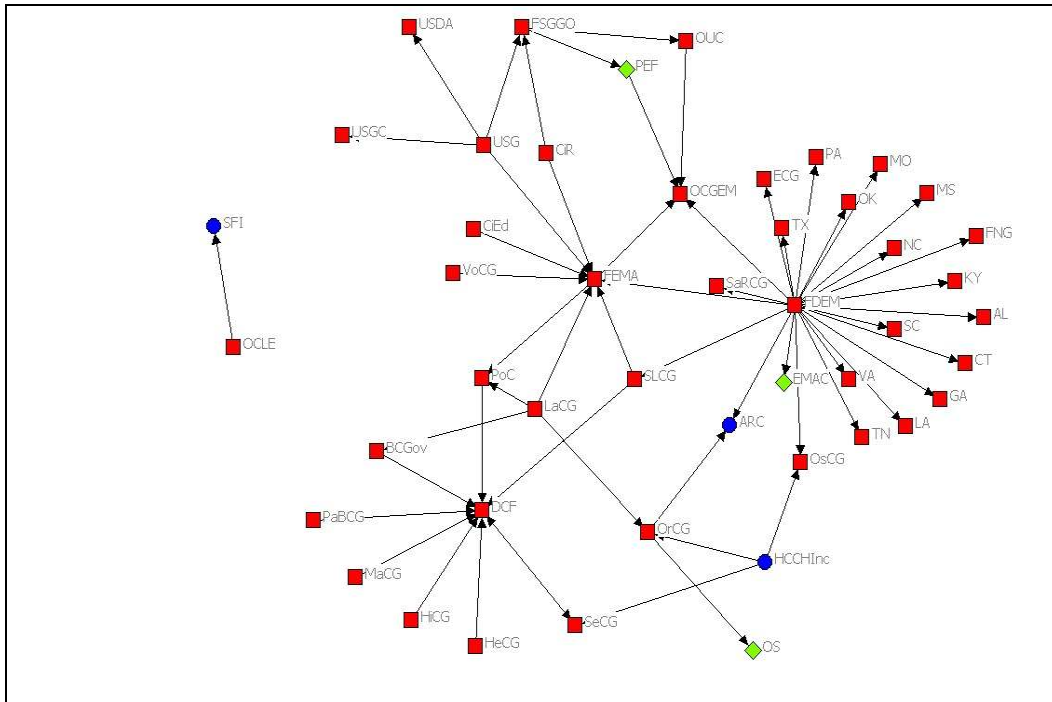 USDA
FSGGO
OUC
PEF
USGC
USG
CiR
PA
MO
ECG
OCGEM
OK
MS
SFI
CiEd
TX
FNG
NC
VoCG
FEMA
SaRCG
KY
FDEM
AL
SC
OCLE
CT
PoC
SLCG
EMAC
VA
GA
LaCG
ARC
LA
TN
BCGov
OsCG
DCF
PaBCG
OrCG
HCCHInc
MaCG
HiCG
SeCG
HeCG
OS